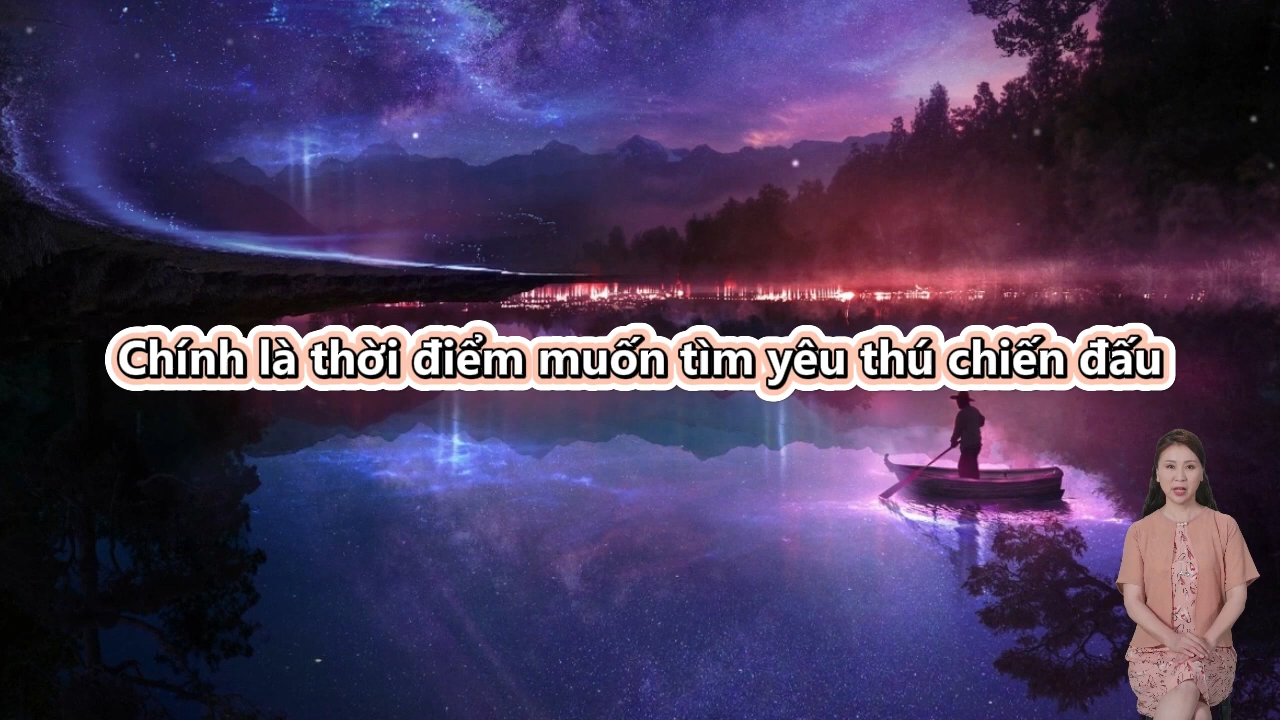 Chính là thời điểm muốn tìm yêu thú chiến đấu